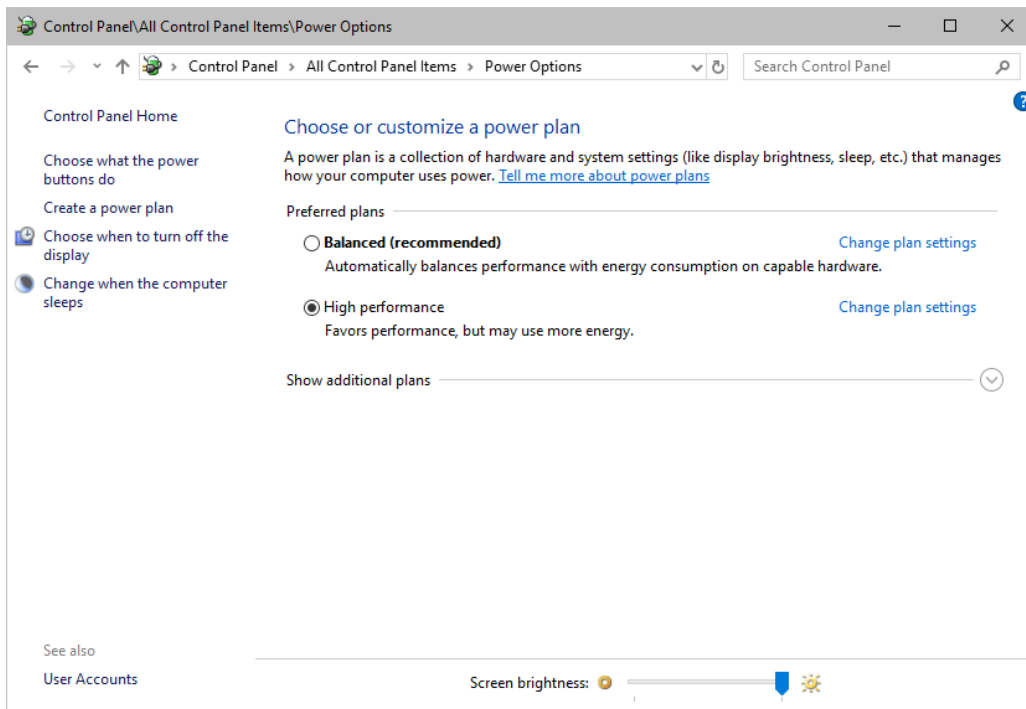 Control Panel\All Control Panel Items\Power Options
Control Panel > All Control Panel Items > Power Options
Search Control Panel
Control Panel Home
Choose what the power
buttons do
Create a power plan
Choose when to turn off the
display
Change when the computer
sleeps
Choose or customize a power plan
A power plan is a collection of hardware and system settings (like display brightness, sleep, etc.) that manages
how your computer uses power. Tell me more about power plans
Preferred plans
Balanced (recommended) Change plan settings
Automatically balances performance with energy consumption on capable hardware.
High performance Change plan settings
Favors performance, but may use more energy.
Show additional plans
See also
User Accounts
Screen brightness: